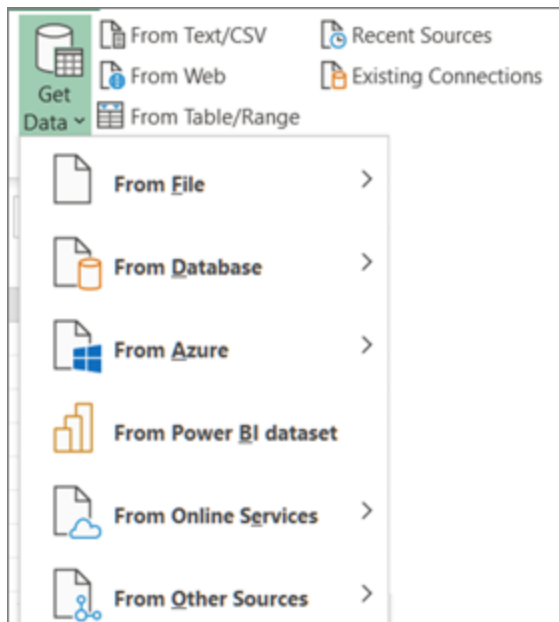 Get
Data
From Text/CSV
From Web
From Table/Range
Recent Sources
Existing Connections
From File
From Database
From Azure
From Power BI dataset
From Online Services
From Other Sources